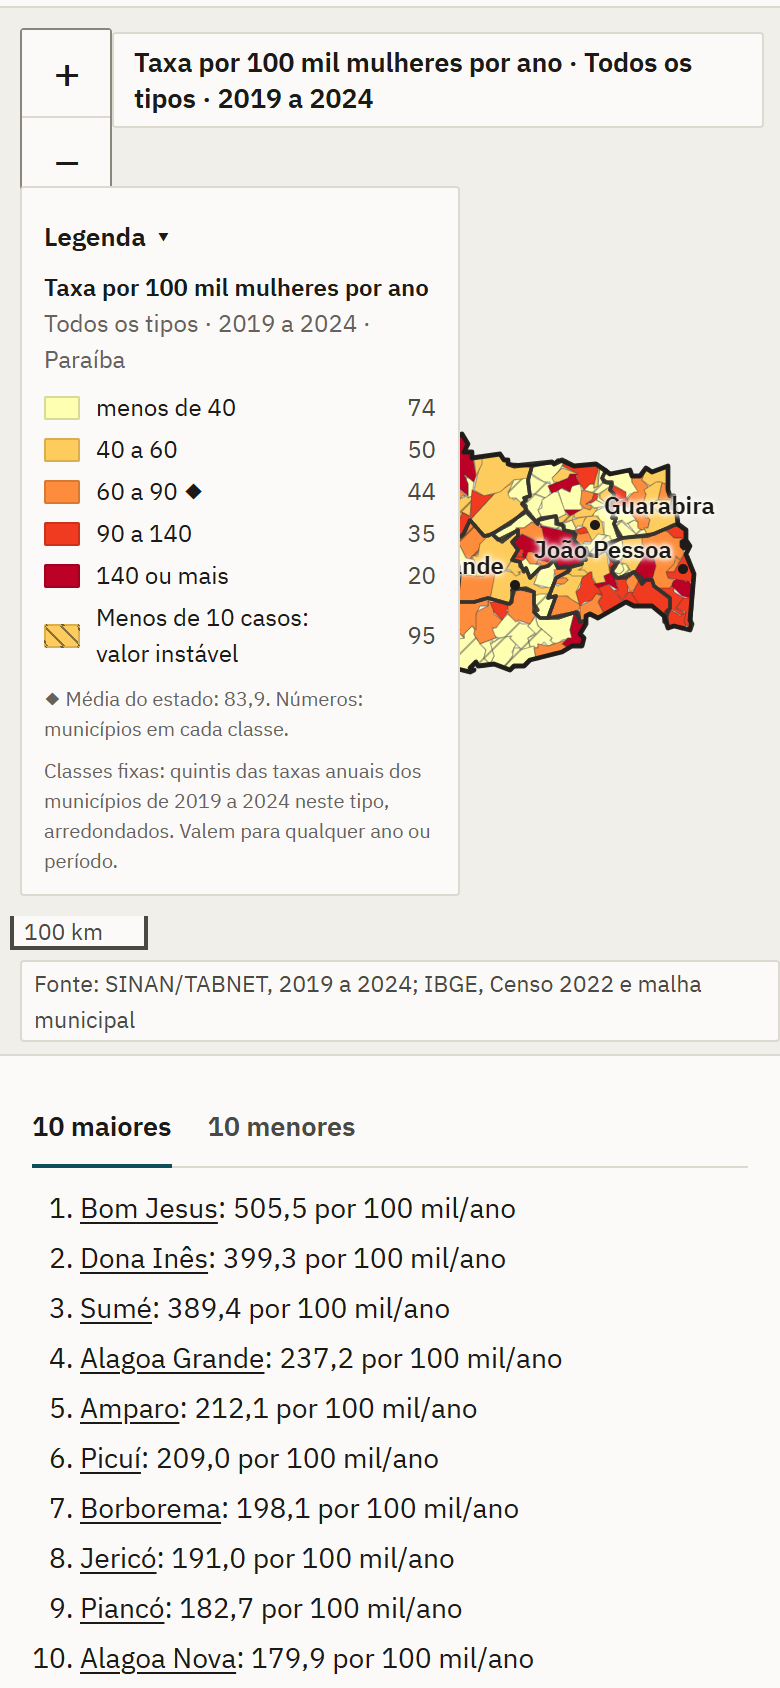 +
Taxa por 100 mil mulheres por ano · Todos os
tipos · 2019 a 2024
−
Legenda ▼
Taxa por 100 mil mulheres por ano
Todos os tipos · 2019 a 2024 ·
Paraíba
menos de 40 74
40 a 60 50
60 a 90 ◆ 44
90 a 140 35
140 ou mais 20
Menos de 10 casos:
valor instável 95
◆ Média do estado: 83,9. Números:
municípios em cada classe.
Classes fixas: quintis das taxas anuais dos
municípios de 2019 a 2024 neste tipo,
arredondados. Valem para qualquer ano ou
período.
Guarabira
João Pessoa
nde
100 km
Fonte: SINAN/TABNET, 2019 a 2024; IBGE, Censo 2022 e malha
municipal
10 maiores 10 menores
1. Bom Jesus: 505,5 por 100 mil/ano
2. Dona Inês: 399,3 por 100 mil/ano
3. Sumé: 389,4 por 100 mil/ano
4. Alagoa Grande: 237,2 por 100 mil/ano
5. Amparo: 212,1 por 100 mil/ano
6. Picuí: 209,0 por 100 mil/ano
7. Borborema: 198,1 por 100 mil/ano
8. Jericó: 191,0 por 100 mil/ano
9. Piancó: 182,7 por 100 mil/ano
10. Alagoa Nova: 179,9 por 100 mil/ano